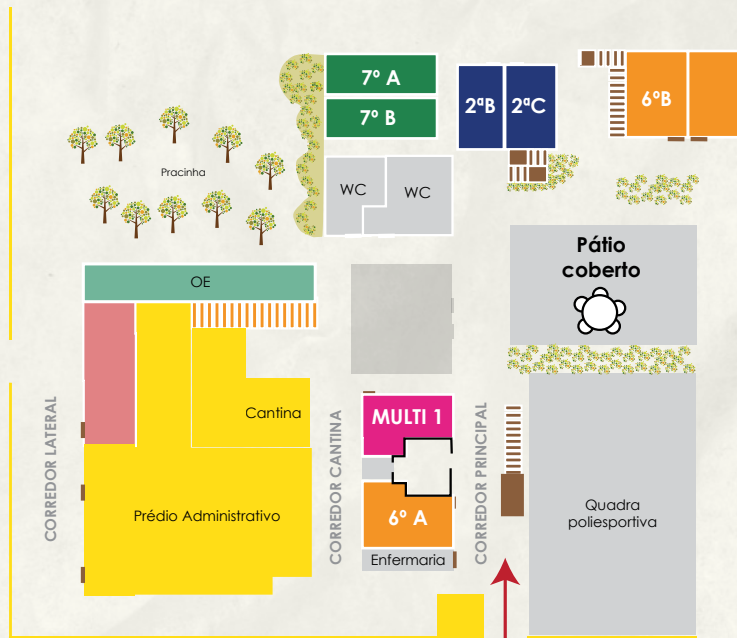 7º A
7º B
2ªB
2ªC
6ºB
Pracinha
WC
WC
Pátio
coberto
OE
Cantina
MULTI 1
CORREDOR LATERAL
CORREDOR CANTINA
CORREDOR PRINCIPAL
Prédio Administrativo
6º A
Quadra
poliesportiva
Enfermaria